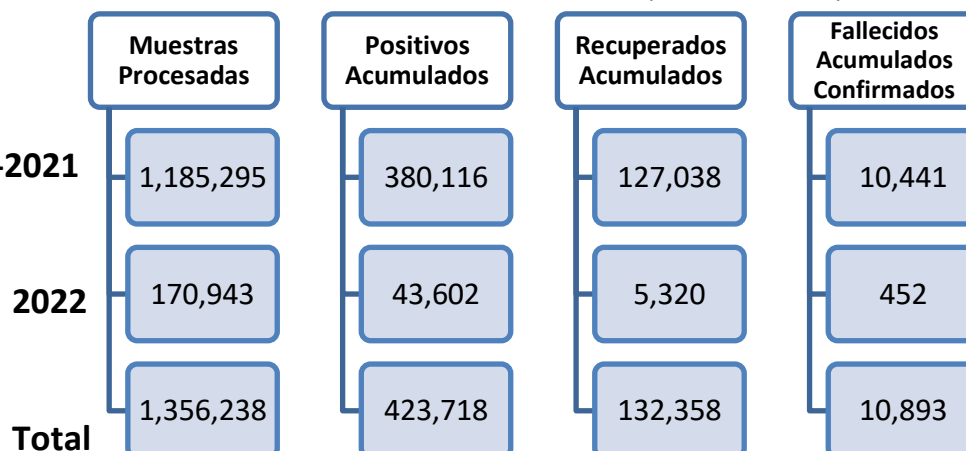 Muestras
Procesadas
Positivos
Acumulados
Recuperados
Acumulados
Fallecidos
Acumulados
Confirmados
-2021
1,185,295
380,116
127,038
10,441
2022
170,943
43,602
5,320
452
Total
1,356,238
423,718
132,358
10,893